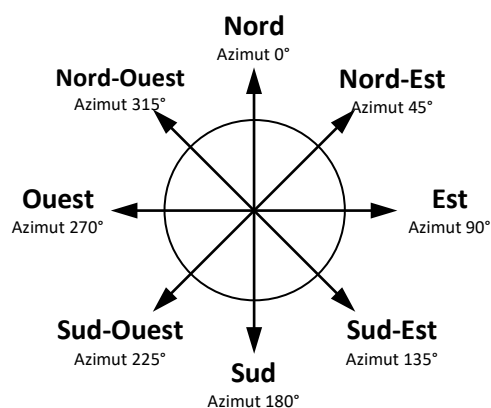 Nord
Azimut 0°
Nord-Ouest
Azimut 315°
Nord-Est
Azimut 45°
Ouest
Azimut 270°
Est
Azimut 90°
Sud-Ouest
Azimut 225°
Sud-Est
Azimut 135°
Sud
Azimut 180°